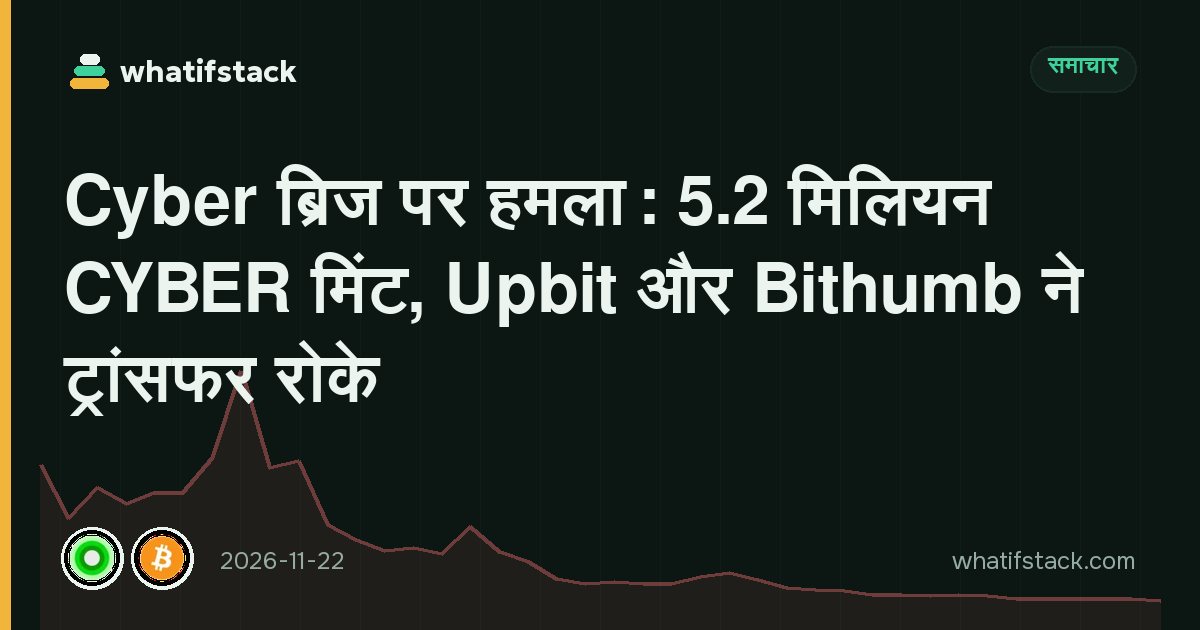 whatifstack
समाचार
Cyber ब्रिज पर हमला : 5.2 मिलियन
CYBER मिंट, Upbit और Bithumb ने
ट्रांसफर रोके
2026-11-22
whatifstack.com